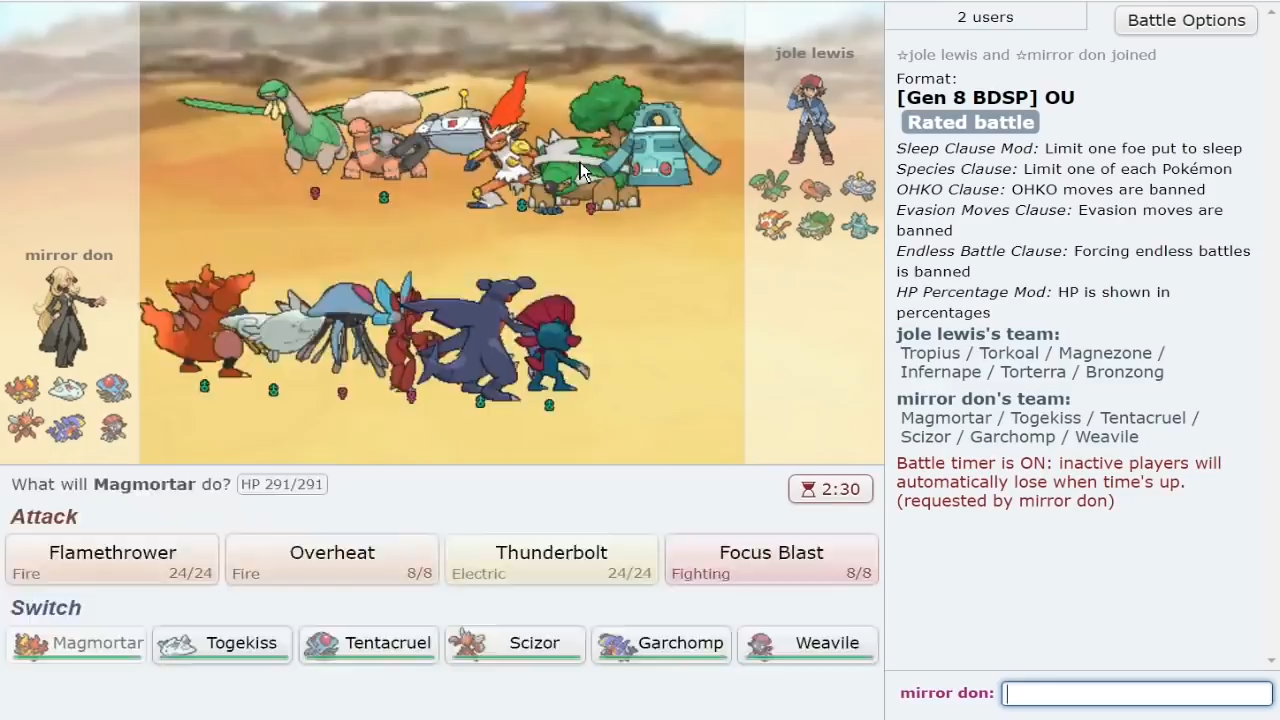 jole lewis
mirror don
What will Magmortar do? HP 291/291
2:30
Attack
Flamethrower
Fire 24/24
Overheat
Fire 8/8
Thunderbolt
Electric 24/24
Focus Blast
Fighting 8/8
Switch
Magmortar
Togekiss
Tentacruel
Scizor
Garchomp
Weavile
2 users
Battle Options
☆jole lewis and ☆mirror don joined
Format:
[Gen 8 BDSP] OU
Rated battle
Sleep Clause Mod: Limit one foe put to sleep
Species Clause: Limit one of each Pokémon
OHKO Clause: OHKO moves are banned
Evasion Moves Clause: Evasion moves are
banned
Endless Battle Clause: Forcing endless battles
is banned
HP Percentage Mod: HP is shown in
percentages
jole lewis's team:
Tropius / Torkoal / Magnezone /
Infernape / Torterra / Bronzong
mirror don's team:
Magmortar / Togekiss / Tentacruel /
Scizor / Garchomp / Weavile
Battle timer is ON: inactive players will
automatically lose when time's up.
(requested by mirror don)
mirror don: